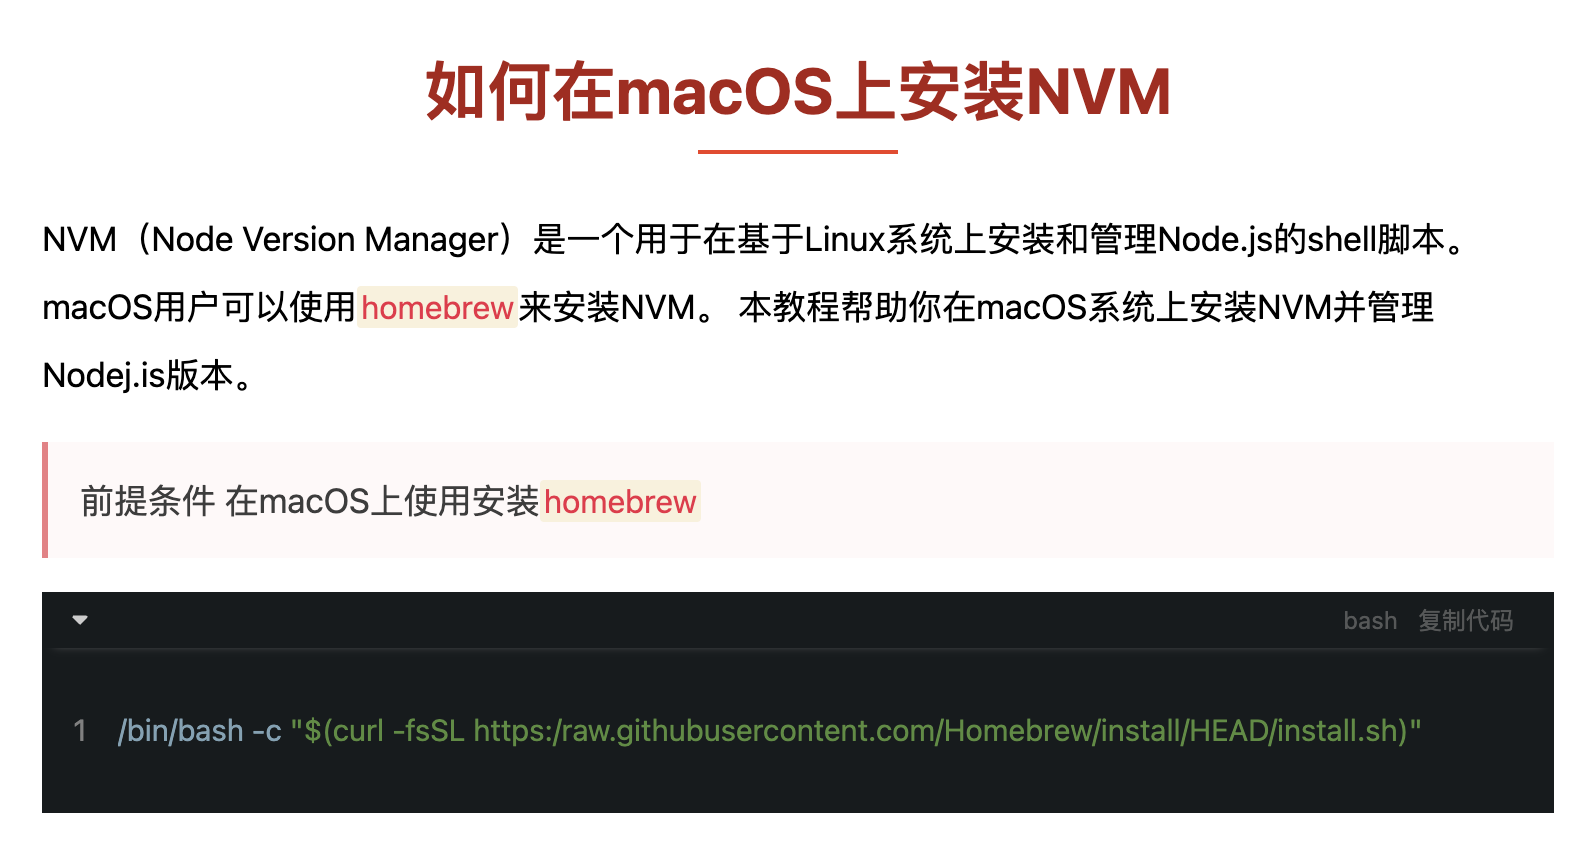 如何在macOS上安装NVM
NVM（Node Version Manager）是一个用于在基于Linux系统上安装和管理Node.js的shell脚本。
macOS用户可以使用homebrew来安装NVM。 本教程帮助你在macOS系统上安装NVM并管理
Nodej.is版本。
前提条件 在macOS上使用安装homebrew
bash 复制代码
1 /bin/bash -c "$(curl -fsSL https:/raw.githubusercontent.com/Homebrew/install/HEAD/install.sh)"